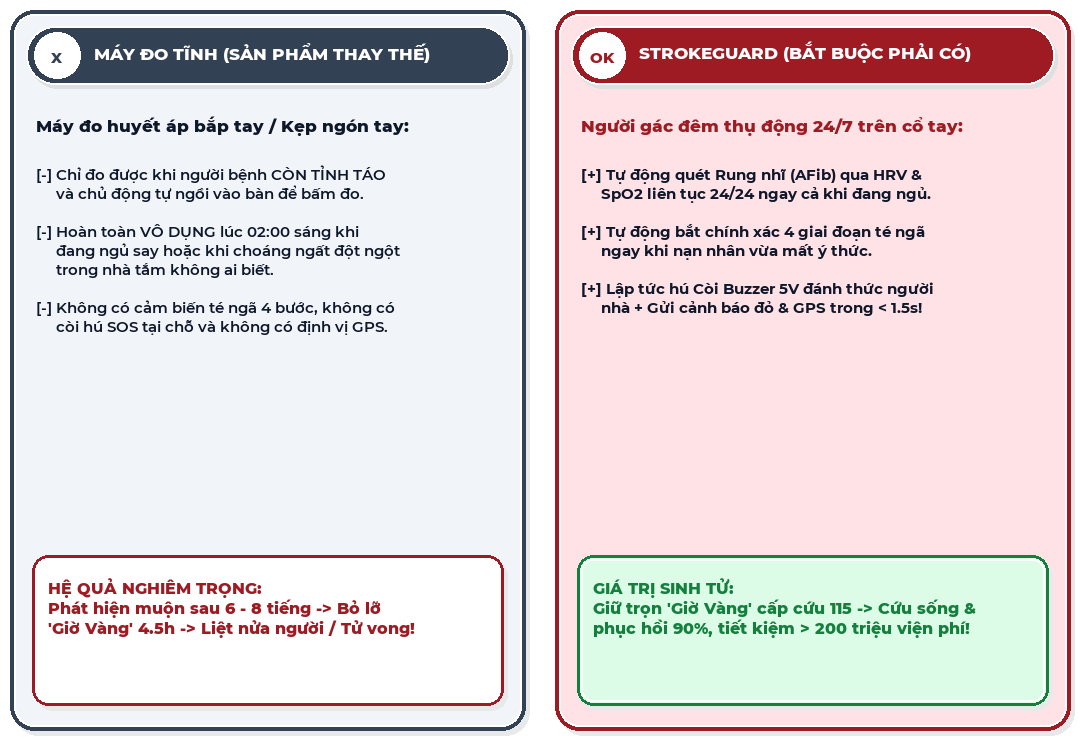 X
MÁY ĐO TĨNH (SẢN PHẨM THAY THẾ)
Máy đo huyết áp bắp tay / Kẹp ngón tay:
[-] Chỉ đo được khi người bệnh CÒN TỈNH TÁO
và chủ động tự ngồi vào bàn để bấm đo.
[-] Hoàn toàn VÔ DỤNG lúc 02:00 sáng khi
đang ngủ say hoặc khi choáng ngất đột ngột
trong nhà tắm không ai biết.
[-] Không có cảm biến té ngã 4 bước, không có
còi hú SOS tại chỗ và không có định vị GPS.
HỆ QUẢ NGHIÊM TRỌNG:
Phát hiện muộn sau 6 - 8 tiếng -> Bỏ lỡ
'Giờ Vàng' 4.5h -> Liệt nửa người / Tử vong!
OK
STROKEGUARD (BẮT BUỘC PHẢI CÓ)
Người gác đêm thụ động 24/7 trên cổ tay:
[+] Tự động quét Rung nhĩ (AFib) qua HRV &
SpO2 liên tục 24/24 ngay cả khi đang ngủ.
[+] Tự động bắt chính xác 4 giai đoạn té ngã
ngay khi nạn nhân vừa mất ý thức.
[+] Lập tức hú Còi Buzzer 5V đánh thức người
nhà + Gửi cảnh báo đỏ & GPS trong < 1.5s!
GIÁ TRỊ SINH TỬ:
Giữ trọn 'Giờ Vàng' cấp cứu 115 -> Cứu sống &
phục hồi 90%, tiết kiệm > 200 triệu viện phí!